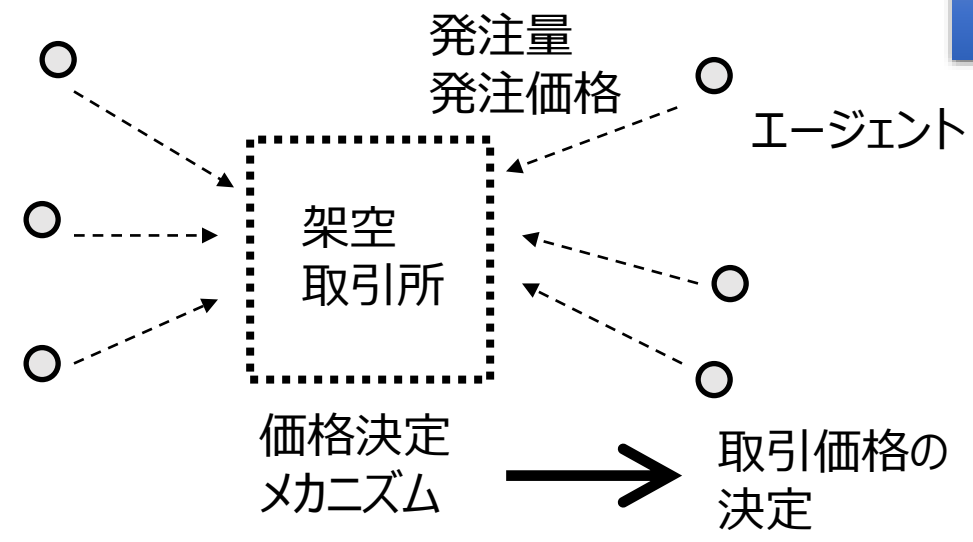 発注量
発注価格
エージェント
架空
取引所
価格決定
メカニズム
取引価格の
決定